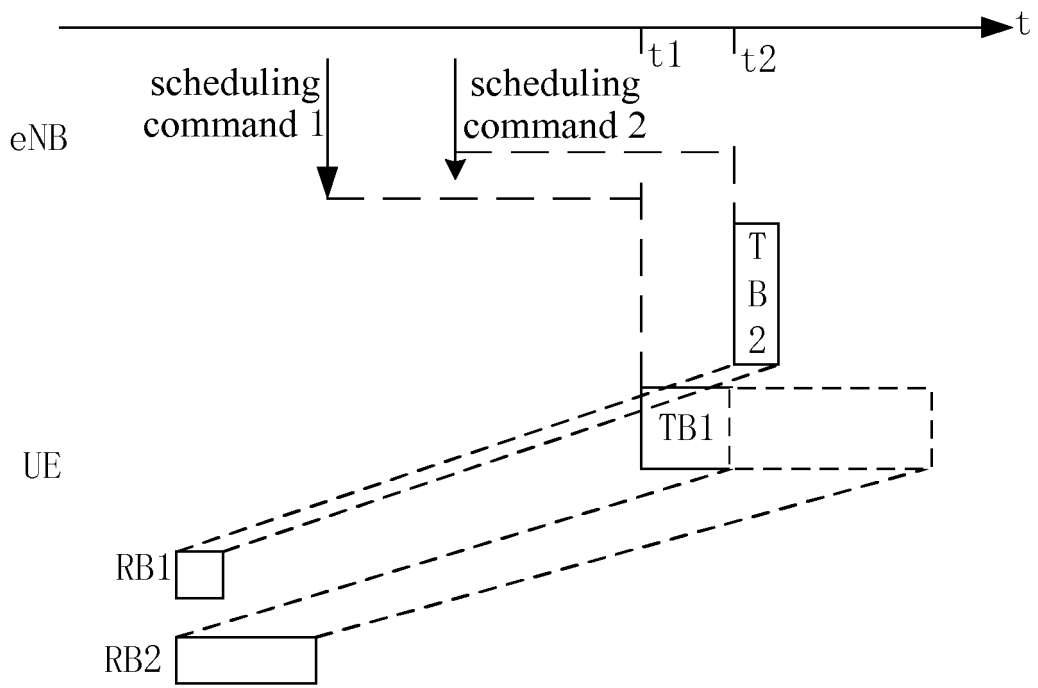 t
t1
t2
scheduling
command 1
scheduling
command 2
eNB
T
B
2
TB1
UE
RB1
RB2